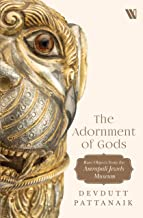 W
The
Adornment
of Gods
Rare Objects from the
Amrapali Jewels
Museum
DEVDUTT
PATTANAIK